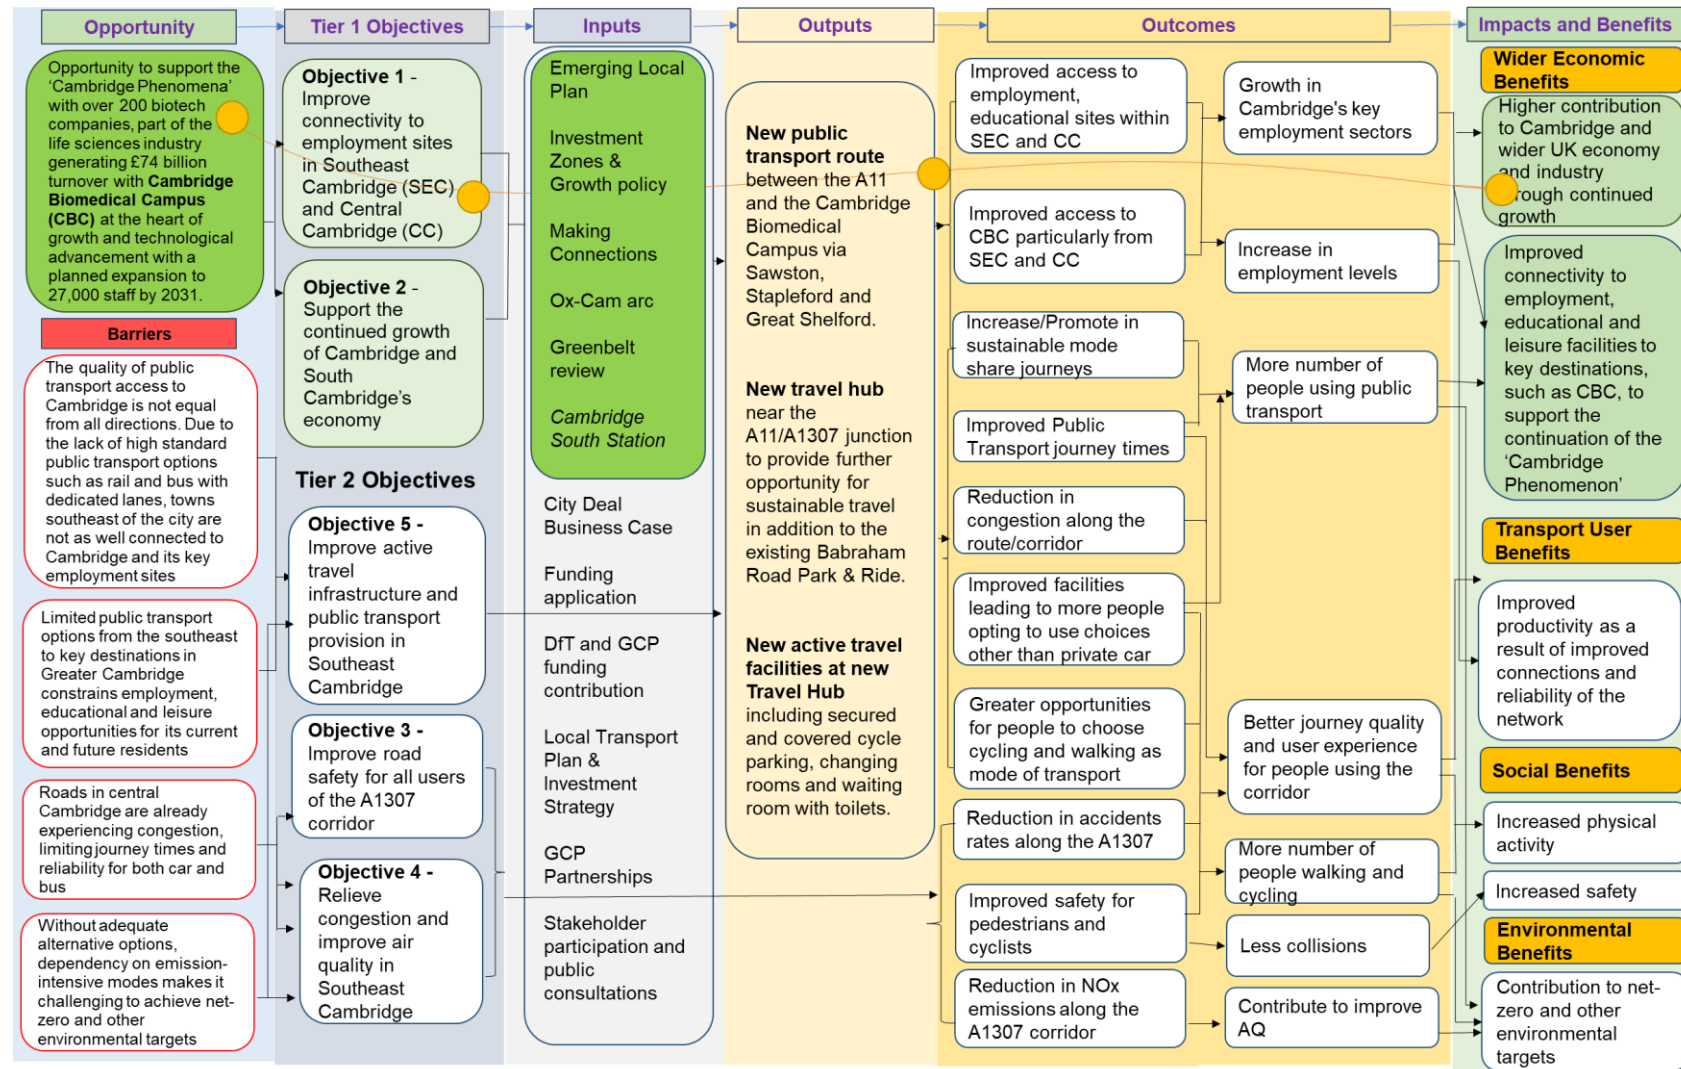 Opportunity
Tier 1 Objectives
Inputs
Outputs
Outcomes
Impacts and Benefits
Opportunity to support the
‘Cambridge Phenomena’
with over 200 biotech
companies, part of the
life sciences industry
generating £74 billion
turnover with Cambridge
Biomedical Campus
(CBC) at the heart of
growth and technological
advancement with a
planned expansion to
27,000 staff by 2031.
Barriers
The quality of public
transport access to
Cambridge is not equal
from all directions. Due to
the lack of high standard
public transport options
such as rail and bus with
dedicated lanes, towns
southeast of the city are
not as well connected to
Cambridge and its key
employment sites
Limited public transport
options from the southeast
to key destinations in
Greater Cambridge
constrains employment,
educational and leisure
opportunities for its current
and future residents
Roads in central
Cambridge are already
experiencing congestion,
limiting journey times and
reliability for both car and
bus
Without adequate
alternative options,
dependency on emission-
intensive modes makes it
challenging to achieve net-
zero and other
environmental targets
Objective 1 -
Improve
connectivity to
employment sites
in Southeast
Cambridge (SEC)
and Central
Cambridge (CC)
Objective 2 -
Support the
continued growth
of Cambridge and
South
Cambridge’s
economy
Tier 2 Objectives
Objective 5 -
Improve active
travel
infrastructure and
public transport
provision in
Southeast
Cambridge
Objective 3 -
Improve road
safety for all users
of the A1307
corridor
Objective 4 -
Relieve
congestion and
improve air
quality in
Southeast
Cambridge
Emerging Local
Plan
Investment
Zones &
Growth policy
Making
Connections
Ox-Cam arc
Greenbelt
review
Cambridge
South Station
City Deal
Business Case
Funding
application
DfT and GCP
funding
contribution
Local Transport
Plan &
Investment
Strategy
GCP
Partnerships
Stakeholder
participation and
public
consultations
New public
transport route
between the A11
and the Cambridge
Biomedical
Campus via
Sawston,
Stapleford and
Great Shelford.
New travel hub
near the
A11/A1307 junction
to provide further
opportunity for
sustainable travel
in addition to the
existing Babraham
Road Park & Ride.
New active travel
facilities at new
Travel Hub
including secured
and covered cycle
parking, changing
rooms and waiting
room with toilets.
Improved access to
employment,
educational sites within
SEC and CC
Improved access to
CBC particularly from
SEC and CC
Increase/Promote in
sustainable mode
share journeys
Improved Public
Transport journey times
Reduction in
congestion along the
route/corridor
Improved facilities
leading to more people
opting to use choices
other than private car
Greater opportunities
for people to choose
cycling and walking as
mode of transport
Reduction in accidents
rates along the A1307
Improved safety for
pedestrians and
cyclists
Reduction in NOx
emissions along the
A1307 corridor
Growth in
Cambridge's key
employment sectors
Increase in
employment levels
More number of
people using public
transport
Better journey quality
and user experience
for people using the
corridor
More number of
people walking and
cycling
Less collisions
Contribute to improve
AQ
Wider Economic
Benefits
Higher contribution
to Cambridge and
wider UK economy
and industry
through continued
growth
Improved
connectivity to
employment,
educational and
leisure facilities to
key destinations,
such as CBC, to
support the
continuation of the
‘Cambridge
Phenomenon’
Transport User
Benefits
Improved
productivity as a
result of improved
connections and
reliability of the
network
Social Benefits
Increased physical
activity
Increased safety
Environmental
Benefits
Contribution to net-
zero and other
environmental
targets